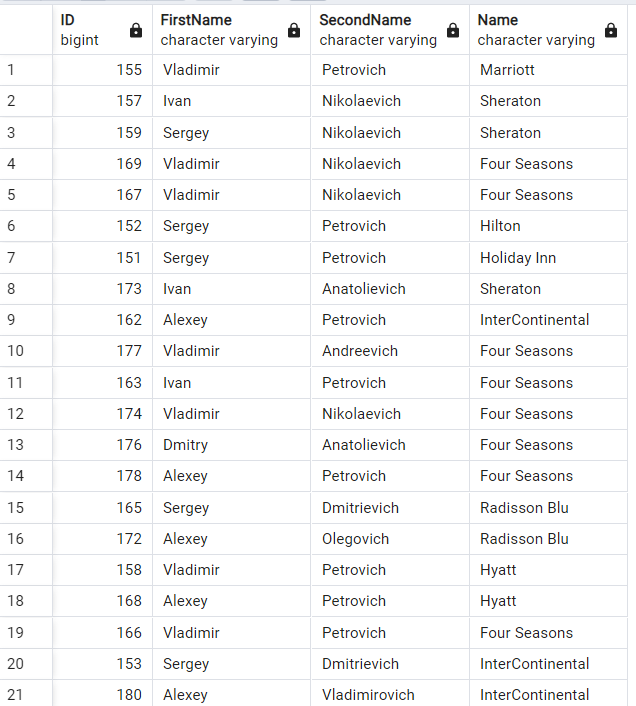 ID FirstName SecondName Name
bigint character varying character varying character varying
1 155 Vladimir Petrovich Marriott
2 157 Ivan Nikolaevich Sheraton
3 159 Sergey Nikolaevich Sheraton
4 169 Vladimir Nikolaevich Four Seasons
5 167 Vladimir Nikolaevich Four Seasons
6 152 Sergey Petrovich Hilton
7 151 Sergey Petrovich Holiday Inn
8 173 Ivan Anatolievich Sheraton
9 162 Alexey Petrovich InterContinental
10 177 Vladimir Andreevich Four Seasons
11 163 Ivan Petrovich Four Seasons
12 174 Vladimir Nikolaevich Four Seasons
13 176 Dmitry Anatolievich Four Seasons
14 178 Alexey Petrovich Four Seasons
15 165 Sergey Dmitrievich Radisson Blu
16 172 Alexey Olegovich Radisson Blu
17 158 Vladimir Petrovich Hyatt
18 168 Alexey Petrovich Hyatt
19 166 Vladimir Petrovich Four Seasons
20 153 Sergey Dmitrievich InterContinental
21 180 Alexey Vladimirovich InterContinental